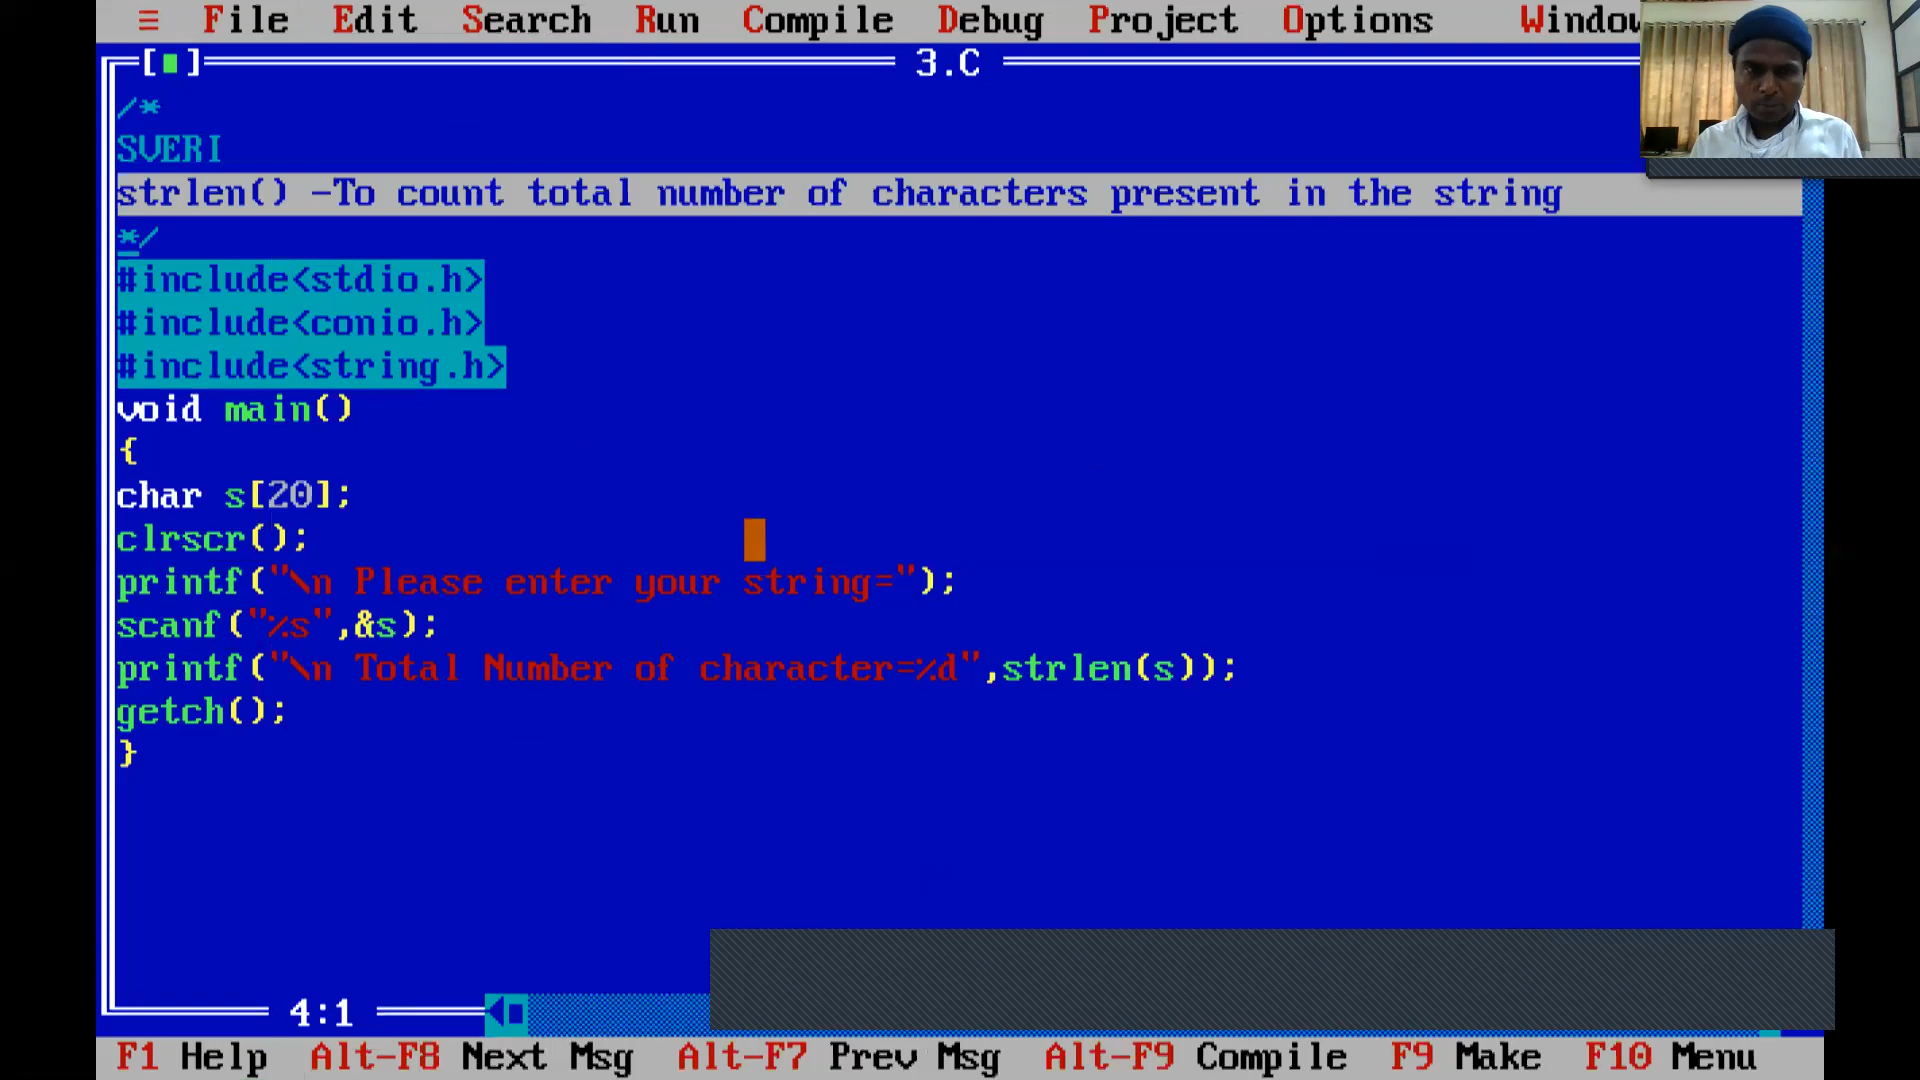 ≡ File Edit Search Run Compile Debug Project Options Window
[■] 3.C
/*
SVERI
strlen() -To count total number of characters present in the string
*/
#include<stdio.h>
#include<conio.h>
#include<string.h>
void main()
{
char s[20];
clrscr();
printf("\n Please enter your string=");
scanf("%s",&s);
printf("\n Total Number of character=%d",strlen(s));
getch();
}
4:1
F1 Help Alt-F8 Next Msg Alt-F7 Prev Msg Alt-F9 Compile F9 Make F10 Menu